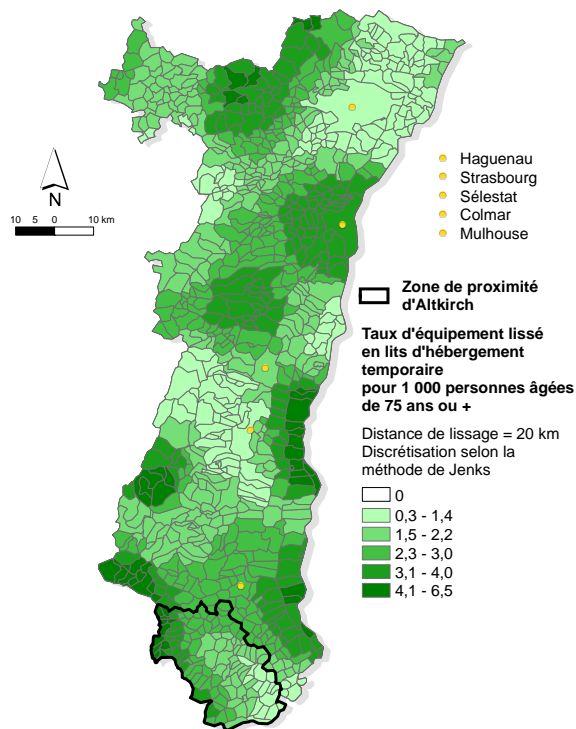 Haguenau
Strasbourg
Sélestat
Colmar
Mulhouse
N
10 5 0 10 km
Zone de proximité
d'Altkirch
Taux d'équipement lissé
en lits d'hébergement
temporaire
pour 1 000 personnes âgées
de 75 ans ou +
Distance de lissage = 20 km
Discrétisation selon la
méthode de Jenks
0
0,3 - 1,4
1,5 - 2,2
2,3 - 3,0
3,1 - 4,0
4,1 - 6,5